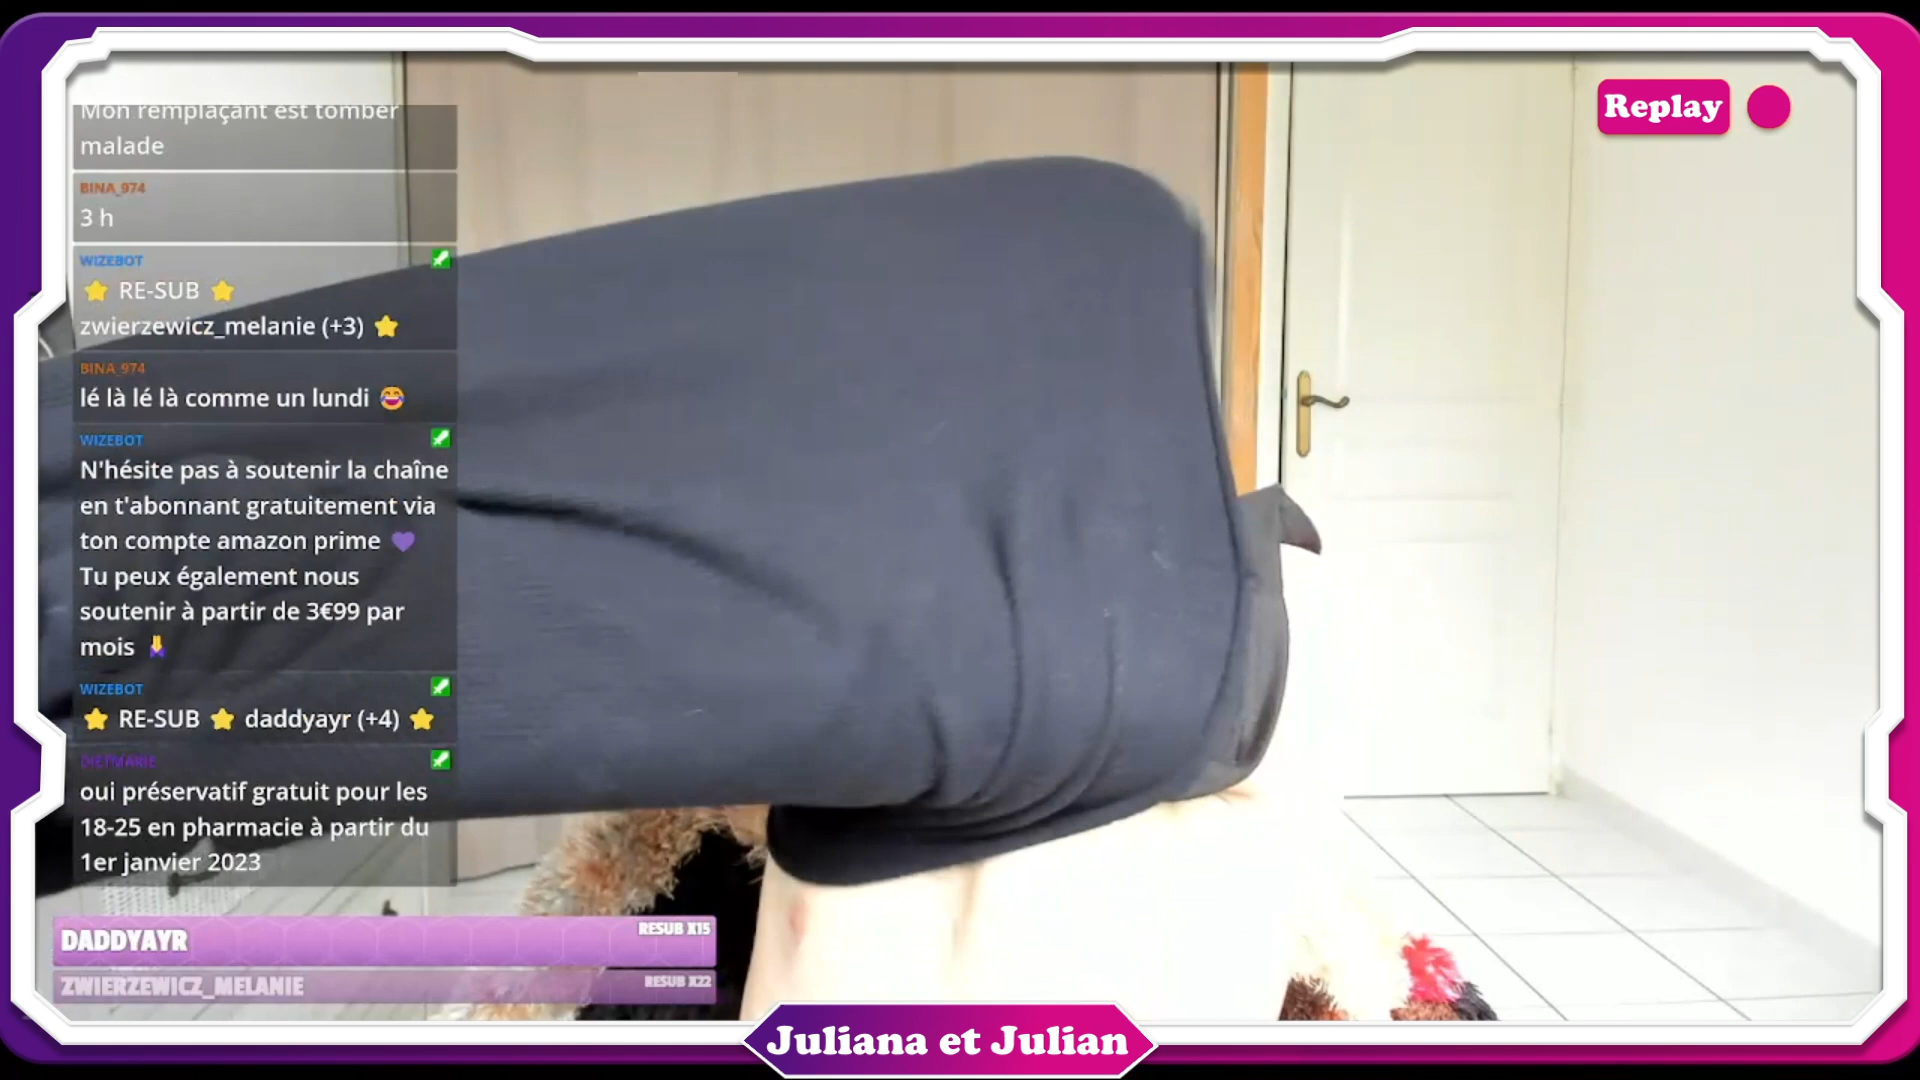 Mon remplaçant est tomber
malade
BINA_974
3 h
WIZEBOT
RE-SUB
zwierzewicz_melanie (+3)
BINA_974
lé là lé là comme un lundi
WIZEBOT
N'hésite pas à soutenir la chaîne
en t'abonnant gratuitement via
ton compte amazon prime
Tu peux également nous
soutenir à partir de 3€99 par
mois
WIZEBOT
RE-SUB daddyayr (+4)
DIETMARIE
oui préservatif gratuit pour les
18-25 en pharmacie à partir du
1er janvier 2023
DADDYAYR RESUB X15
ZWIERZEWICZ_MELANIE RESUB X22
Replay
Juliana et Julian